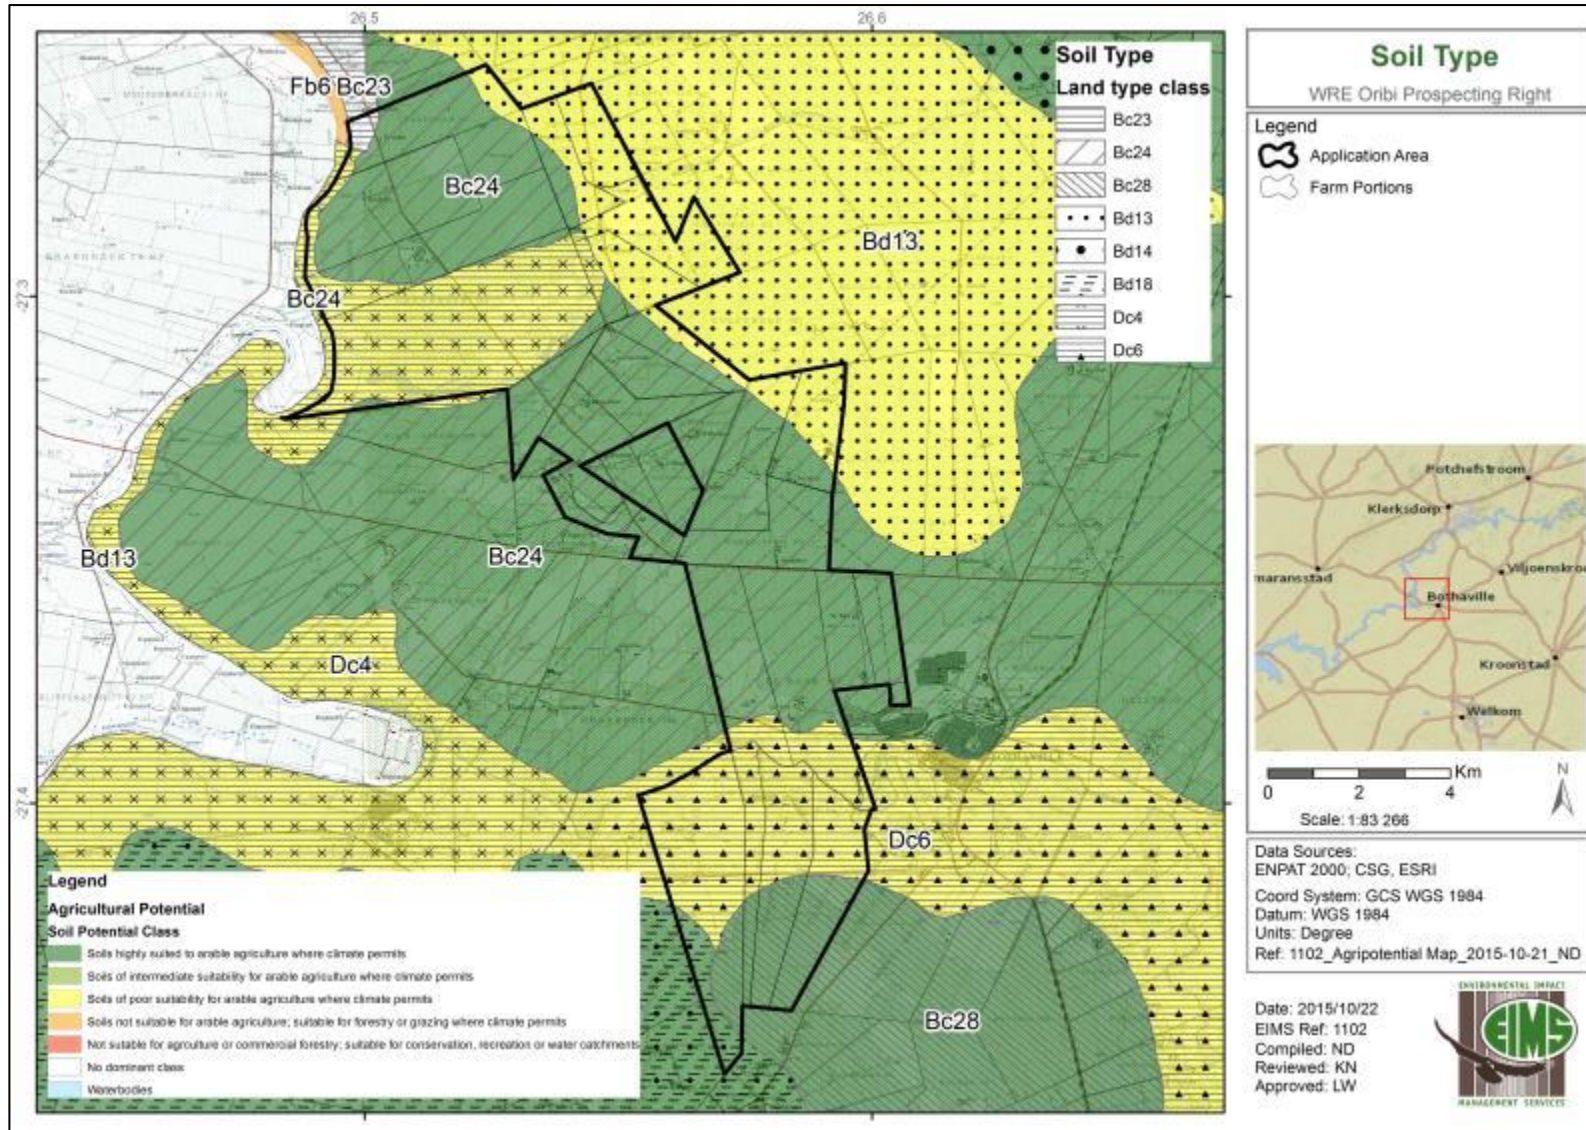 26.5
26.6
Fb6 Bc23
Bc24
Bd13
Bc24
-27.3
Bd13
Bc24
Dc4
-27.4
Dc6
Bc28
Soil Type
Land type class
Bc23
Bc24
Bc28
Bd13
Bd14
Bd18
Dc4
Dc6
Legend
Agricultural Potential
Soil Potential Class
Soils highly suited to arable agriculture where climate permits
Soils of intermediate suitability for arable agriculture where climate permits
Soils of poor suitability for arable agriculture where climate permits
Soils not suitable for arable agriculture; suitable for forestry or grazing where climate permits
Not suitable for agriculture or commercial forestry; suitable for conservation, recreation or water catchments
No dominant class
Waterbodies
Soil Type
WRE Oribi Prospecting Right
Legend
Application Area
Farm Portions
Potchefstroom
Klerksdorp
maransstad
Viljoenskroo
Bothaville
Kroonstad
Welkom
Km
0 2 4
N
Scale: 1:83 266
Data Sources:
ENPAT 2000; CSG, ESRI
Coord System: GCS WGS 1984
Datum: WGS 1984
Units: Degree
Ref: 1102_Agripotential Map_2015-10-21_ND
Date: 2015/10/22
EIMS Ref: 1102
Compiled: ND
Reviewed: KN
Approved: LW
ENVIRONMENTAL IMPACT
EIMS
MANAGEMENT SERVICES